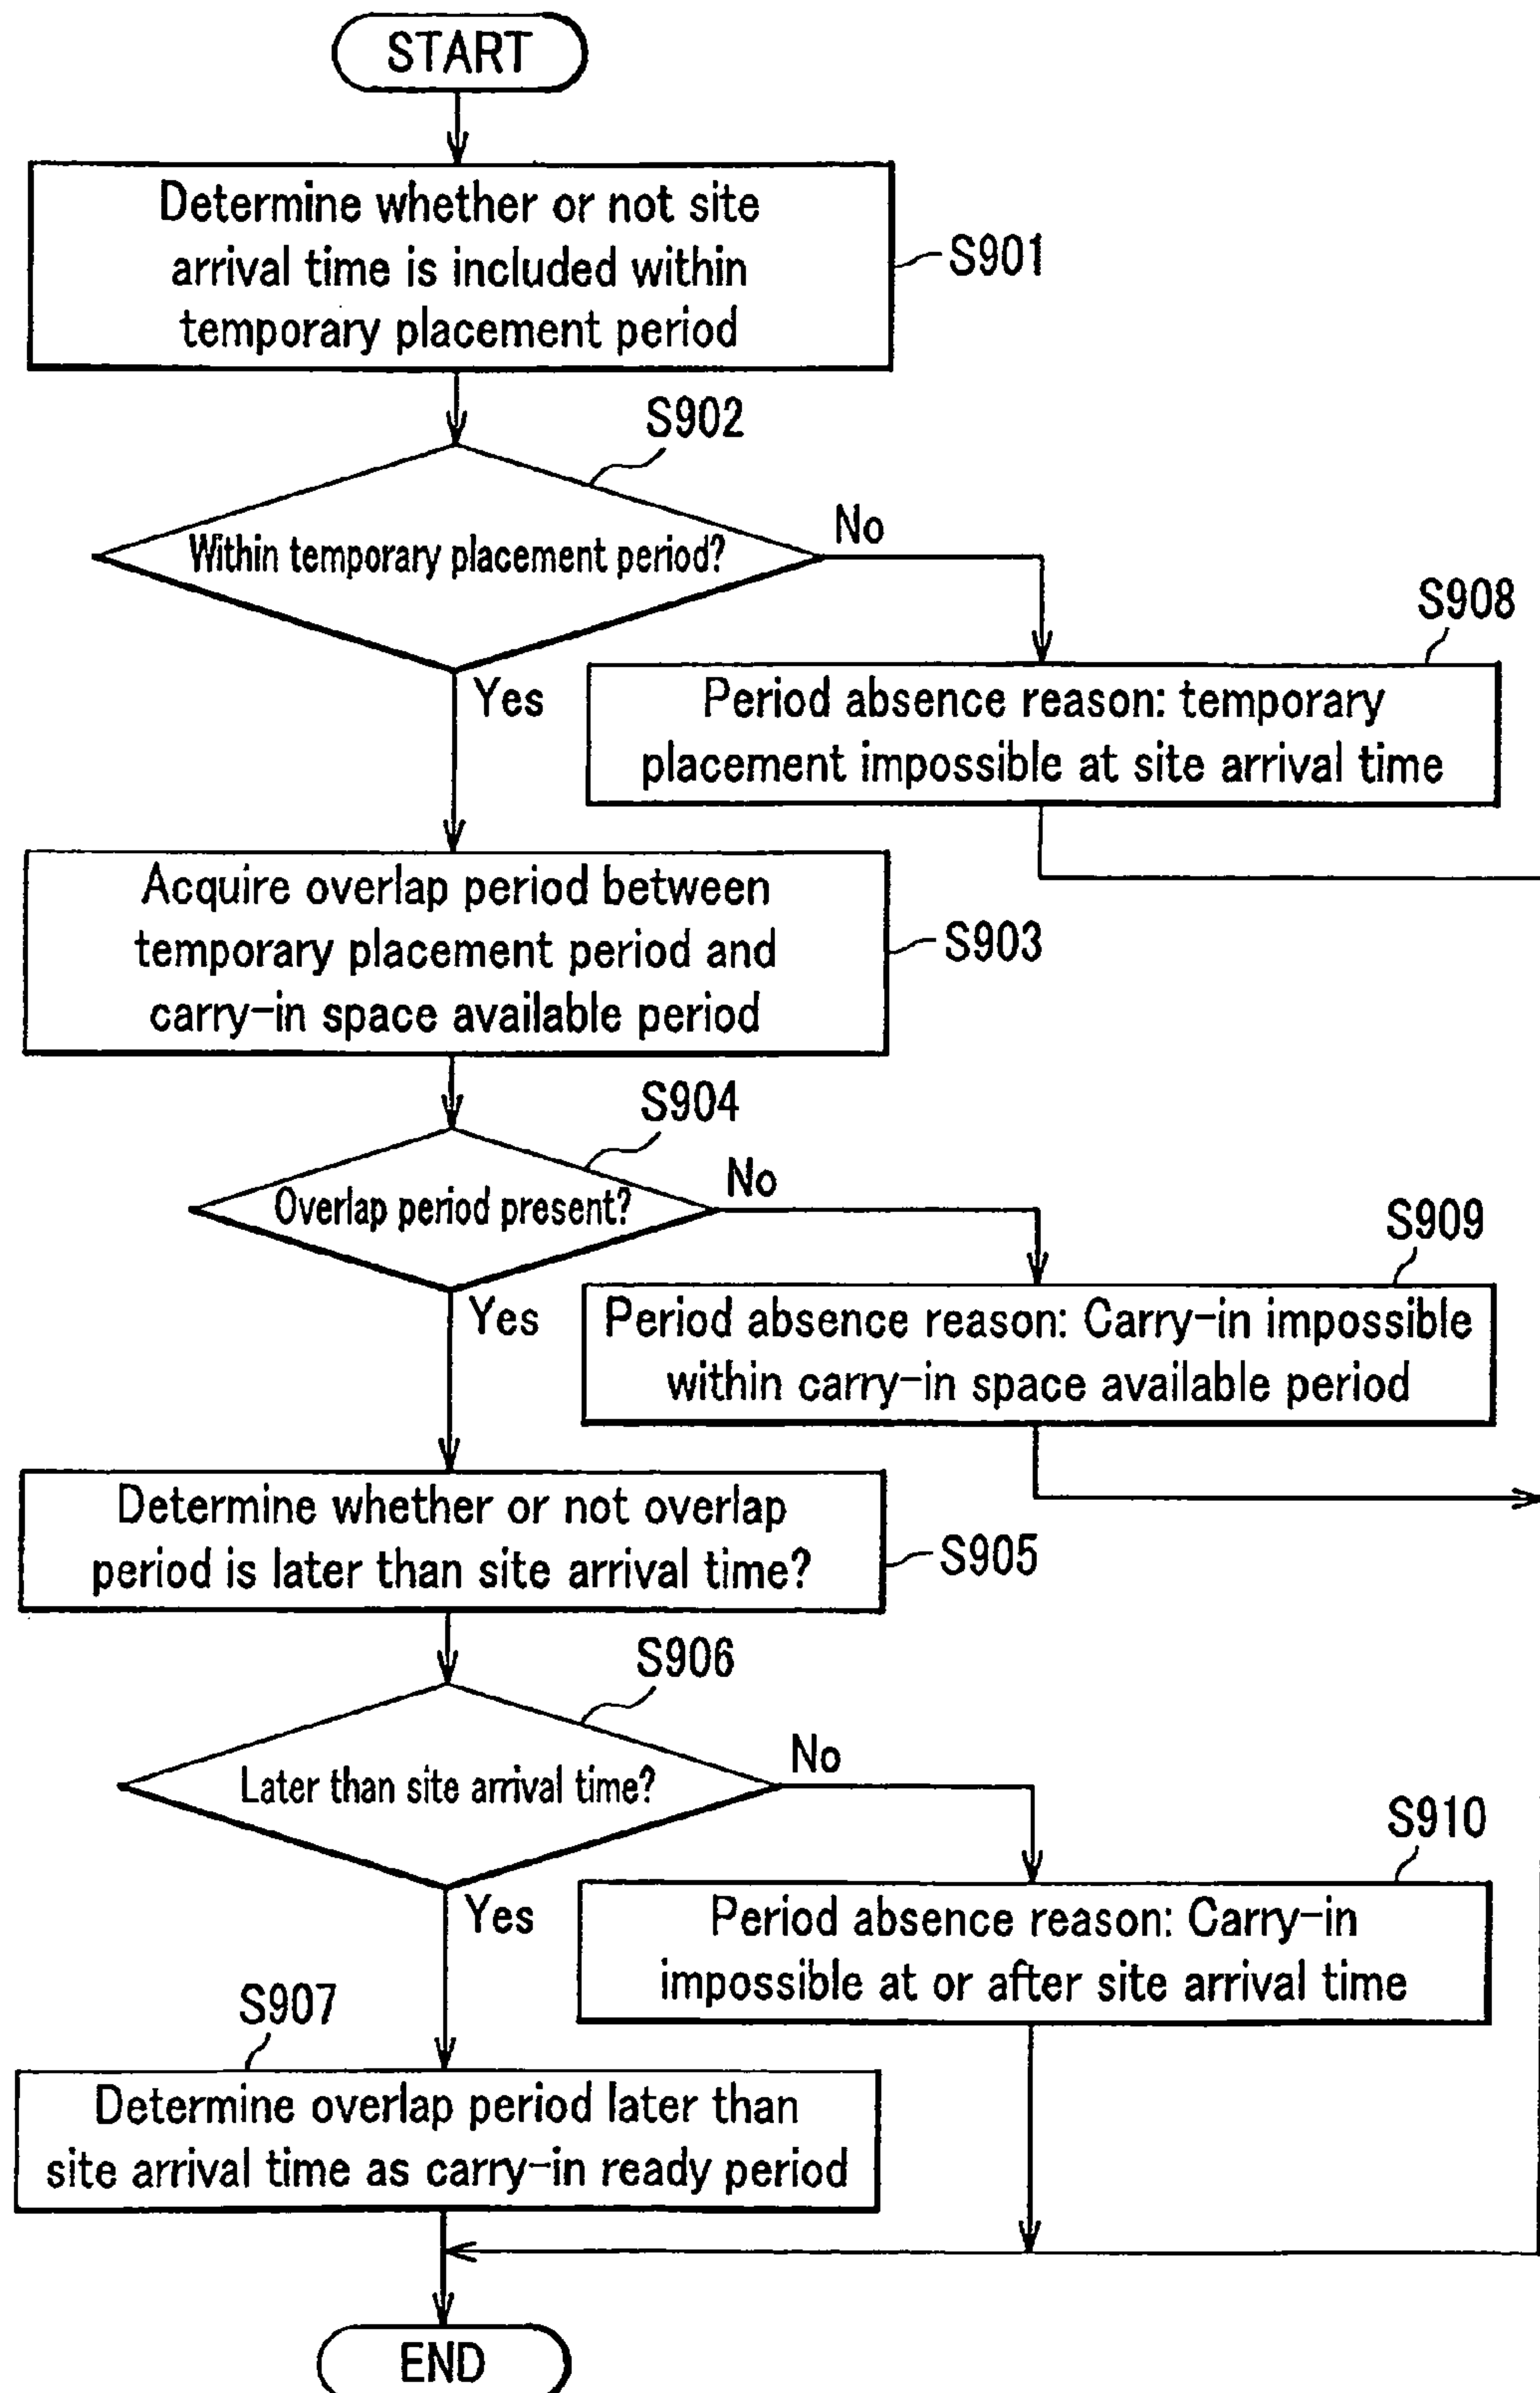 START
Determine whether or not site
arrival time is included within
temporary placement period
S901
S902
Within temporary placement period?
No
Yes
S908
Period absence reason: temporary
placement impossible at site arrival time
Acquire overlap period between
temporary placement period and
carry-in space available period
S903
S904
Overlap period present?
No
Yes
S909
Period absence reason: Carry-in impossible
within carry-in space available period
Determine whether or not overlap
period is later than site arrival time?
S905
S906
Later than site arrival time?
No
Yes
S910
Period absence reason: Carry-in
impossible at or after site arrival time
S907
Determine overlap period later than
site arrival time as carry-in ready period
END